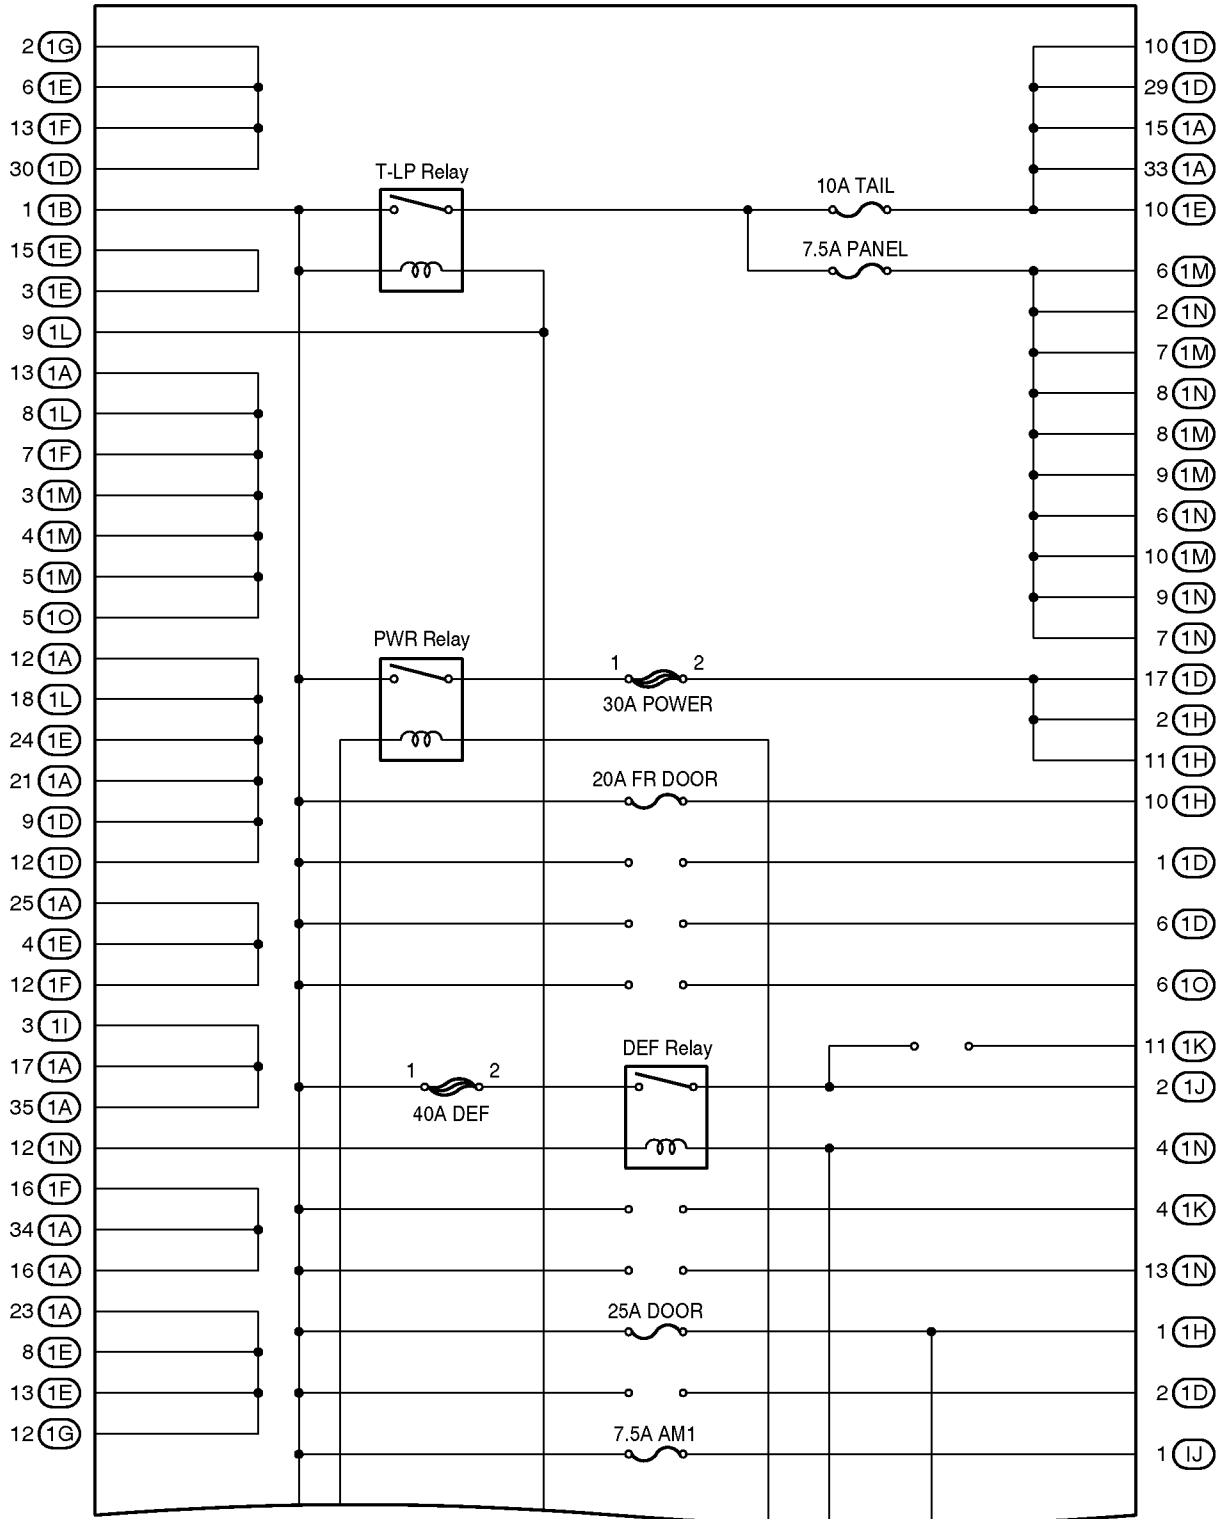 2 1G
10 1D
6 1E
29 1D
13 1F
15 1A
30 1D
T-LP Relay
33 1A
1 1B
10A TAIL
10 1E
15 1E
7.5A PANEL
6 1M
3 1E
2 1N
9 1L
7 1M
13 1A
8 1N
8 1L
8 1M
7 1F
9 1M
3 1M
6 1N
4 1M
10 1M
5 1M
9 1N
5 1O
7 1N
PWR Relay
12 1A
1 2
30A POWER
17 1D
18 1L
2 1H
24 1E
11 1H
21 1A
20A FR DOOR
10 1H
9 1D
12 1D
1 1D
25 1A
6 1D
4 1E
12 1F
6 1O
3 1I
DEF Relay
11 1K
17 1A
1 2
40A DEF
2 1J
35 1A
12 1N
4 1N
16 1F
4 1K
34 1A
16 1A
13 1N
23 1A
25A DOOR
1 1H
8 1E
13 1E
2 1D
12 1G
7.5A AM1
1 IJ